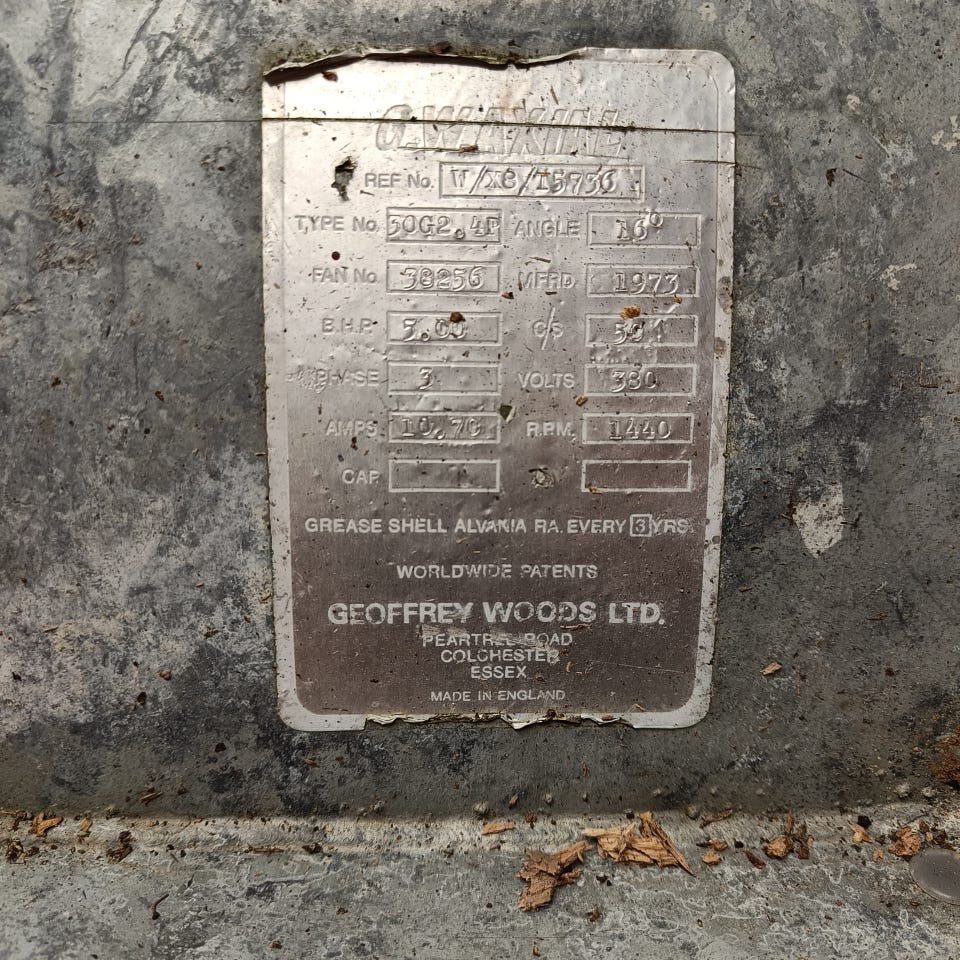 G.W.AXIAL
REF No. W/X8/15736
TYPE No. 30G2.4P ANGLE 16°
FAN No. 38256 MFRD. 1973
B.H.P. 5.00 C/S
PHASE 3 VOLTS 380
AMPS. 10.70 R.P.M. 1440
CAP.
GREASE SHELL ALVANIA RA. EVERY 3 YRS.
WORLDWIDE PATENTS
GEOFFREY WOODS LTD.
PEARTREE ROAD
COLCHESTER
ESSEX
MADE IN ENGLAND